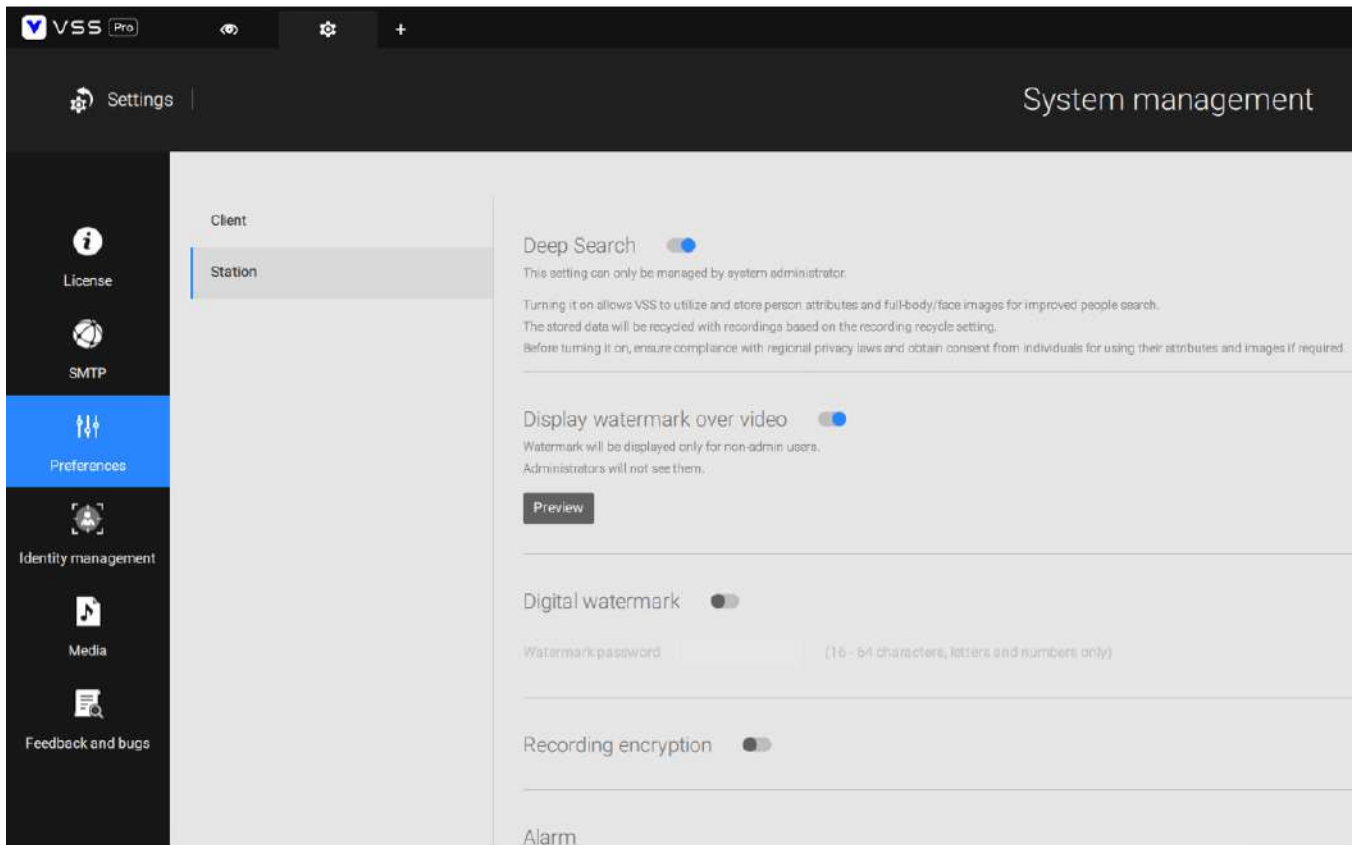 VSS Pro
+
Settings
System management
License
SMTP
Preferences
Identity management
Media
Feedback and bugs
Client
Station
Deep Search
This setting can only be managed by system administrator.
Turning it on allows VSS to utilize and store person attributes and full-body/face images for improved people search.
The stored data will be recycled with recordings based on the recording recycle setting.
Before turning it on, ensure compliance with regional privacy laws and obtain consent from individuals for using their attributes and images if required
Display watermark over video
Watermark will be displayed only for non-admin users.
Administrators will not see them.
Preview
Digital watermark
Watermark password (16 - 64 characters, letters and numbers only)
Recording encryption
Alarm